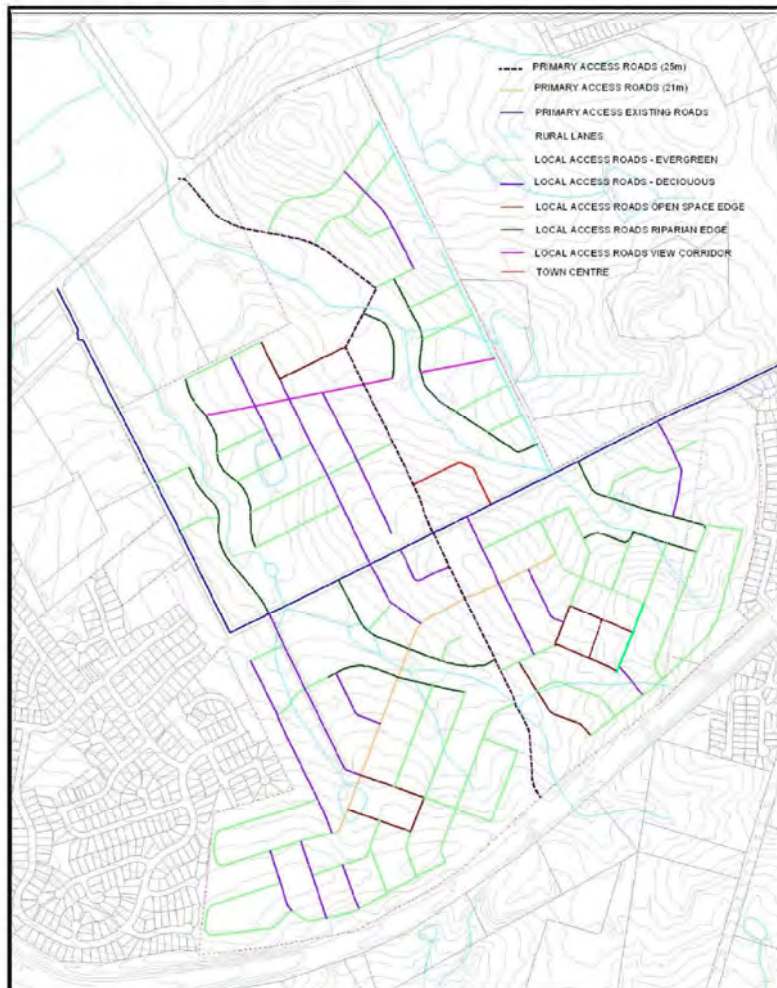 PRIMARY ACCESS ROADS (25m)
PRIMARY ACCESS ROADS (21m)
PRIMARY ACCESS EXISTING ROADS
RURAL LANES
LOCAL ACCESS ROADS - EVERGREEN
LOCAL ACCESS ROADS - DECIOUOUS
LOCAL ACCESS ROADS OPEN SPACE EDGE
LOCAL ACCESS ROADS RIPARIAN EDGE
LOCAL ACCESS ROADS VIEW CORRIDOR
TOWN CENTRE